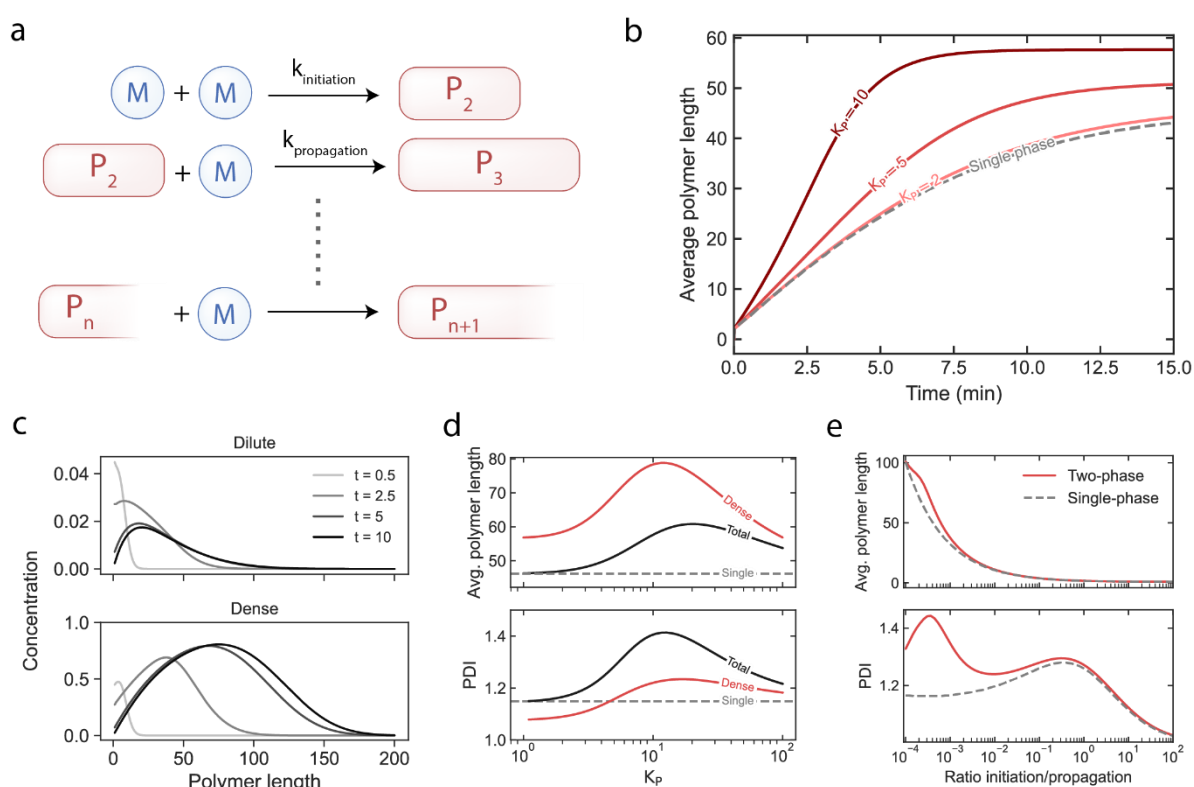 a
M + M
k_initiation
P_2
P_2 + M
k_propagation
P_3
P_n + M
P_n+1
b
Average polymer length
60
50
40
30
20
10
0
K_P' = 10
K_P' = 5
K_P' = 2
Single-phase
0.0 2.5 5.0 7.5 10.0 12.5 15.0
Time (min)
c
Dilute
0.04
0.02
0.00
t = 0.5
t = 2.5
t = 5
t = 10
Concentration
Dense
1.0
0.5
0.0
0 50 100 150 200
Polymer length
d
Avg. polymer length
80
70
60
50
Dense
Total
Single
PDI
1.4
1.2
1.0
Total
Dense
Single
10^0 10^1 10^2
K_P
e
Avg. polymer length
100
50
0
Two-phase
Single-phase
PDI
1.4
1.2
10^-4 10^-3 10^-2 10^-1 10^0 10^1 10^2
Ratio initiation/propagation